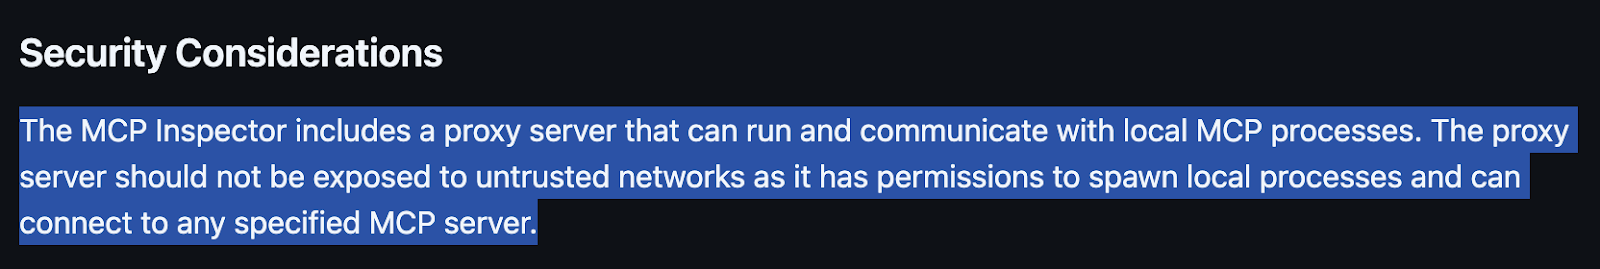 Security Considerations
The MCP Inspector includes a proxy server that can run and communicate with local MCP processes. The proxy
server should not be exposed to untrusted networks as it has permissions to spawn local processes and can
connect to any specified MCP server.